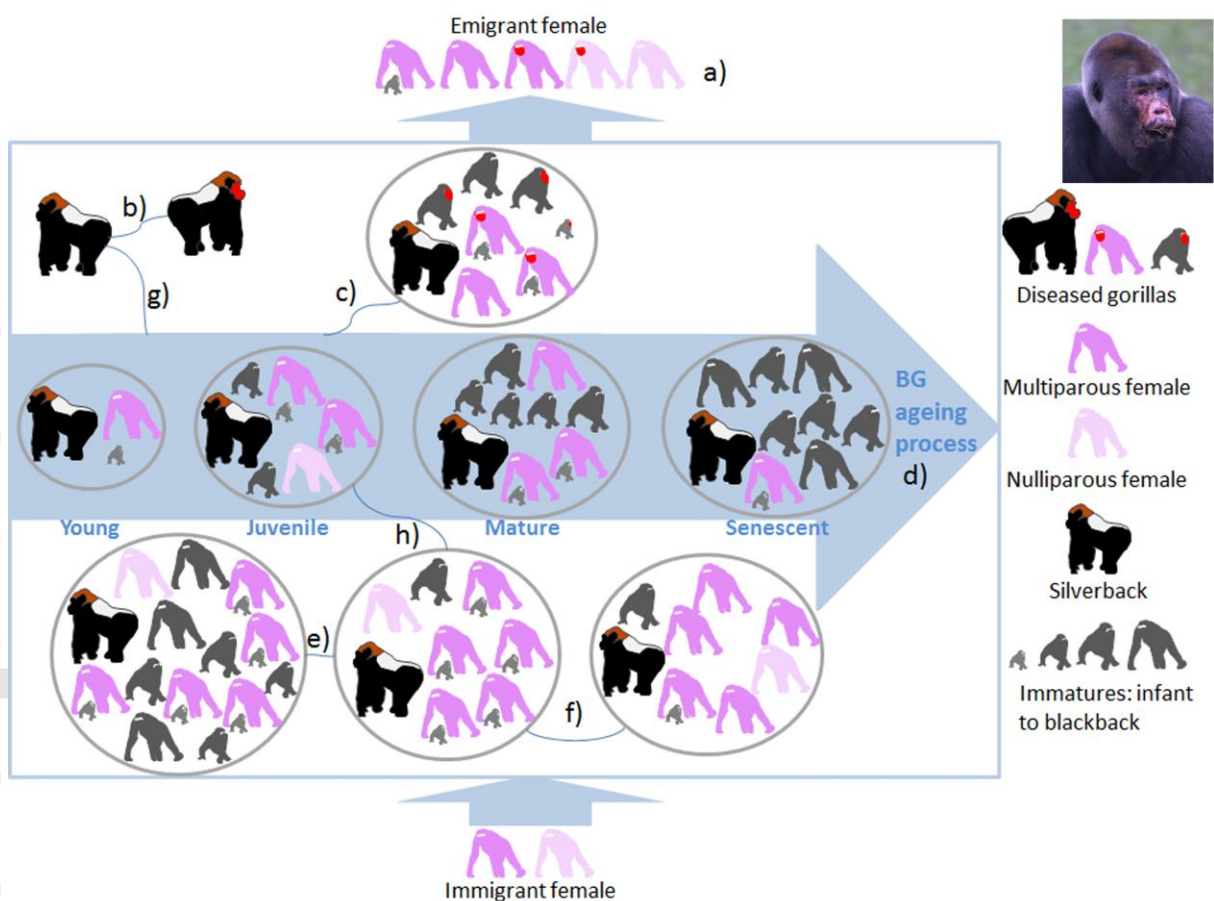 Emigrant female
a)
b)
g)
c)
Diseased gorillas
Multiparous female
Nulliparous female
Silverback
Immatures: infant
to blackback
BG
ageing
process
d)
Young
Juvenile
Mature
Senescent
h)
e)
f)
Immigrant female